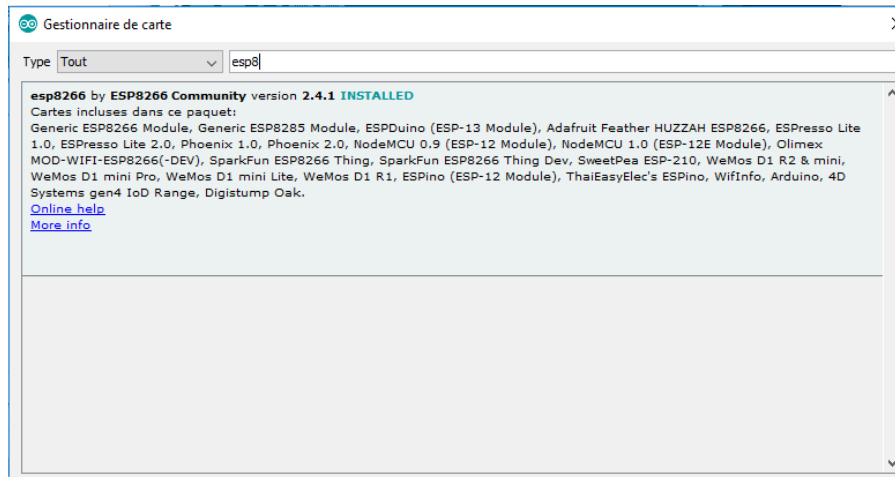 Gestionnaire de carte
Type Tout esp8
esp8266 by ESP8266 Community version 2.4.1 INSTALLED
Cartes incluses dans ce paquet:
Generic ESP8266 Module, Generic ESP8285 Module, ESPDuino (ESP-13 Module), Adafruit Feather HUZZAH ESP8266, ESPresso Lite
1.0, ESPresso Lite 2.0, Phoenix 1.0, Phoenix 2.0, NodeMCU 0.9 (ESP-12 Module), NodeMCU 1.0 (ESP-12E Module), Olimex
MOD-WIFI-ESP8266(-DEV), SparkFun ESP8266 Thing, SparkFun ESP8266 Thing Dev, SweetPea ESP-210, WeMos D1 R2 & mini,
WeMos D1 mini Pro, WeMos D1 mini Lite, WeMos D1 R1, ESPino (ESP-12 Module), ThaiEasyElec's ESPino, WifInfo, Arduino, 4D
Systems gen4 IoD Range, Digistump Oak.
Online help
More info